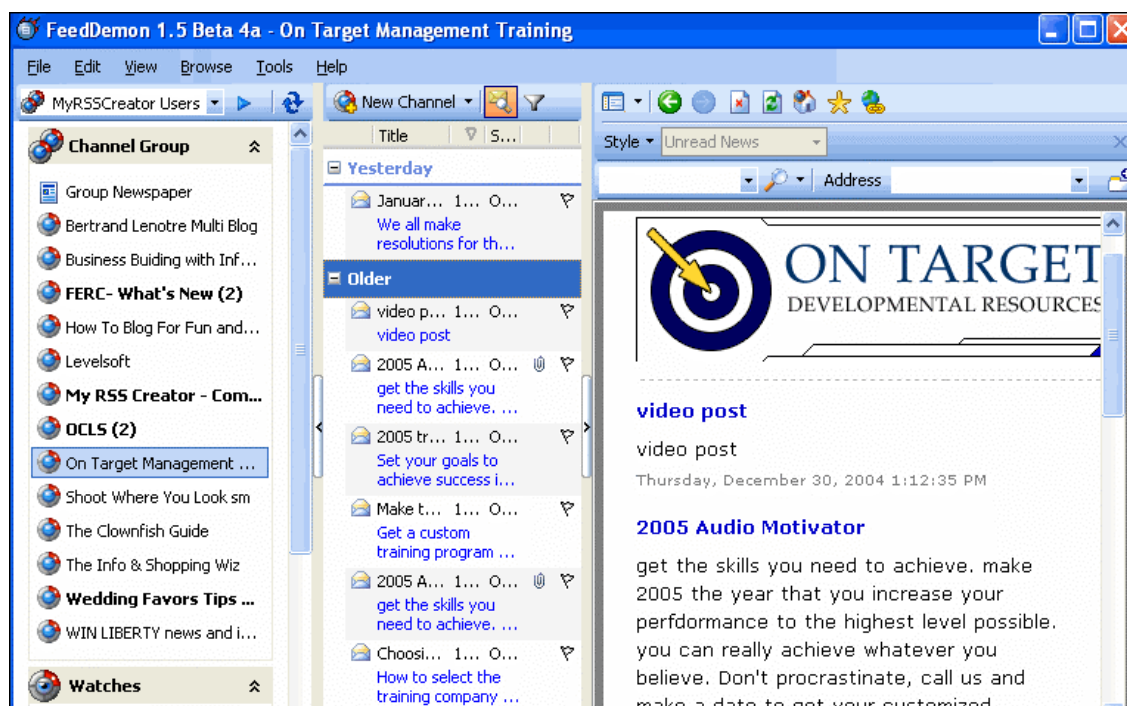 FeedDemon 1.5 Beta 4a - On Target Management Training
File Edit View Browse Tools Help
MyRSSCreator Users
Channel Group
Group Newspaper
Bertrand Lenotre Multi Blog
Business Buiding with Inf...
FERC- What's New (2)
How To Blog For Fun and...
Levelsoft
My RSS Creator - Com...
OCLS (2)
On Target Management ...
Shoot Where You Look sm
The Clownfish Guide
The Info & Shopping Wiz
Wedding Favors Tips ...
WIN LIBERTY news and i...
Watches
New Channel
Title S...
Yesterday
Januar... 1... O...
We all make
resolutions for th...
Older
video p... 1... O...
video post
2005 A... 1... O...
get the skills you
need to achieve. ...
2005 tr... 1... O...
Set your goals to
achieve success i...
Make t... 1... O...
Get a custom
training program ...
2005 A... 1... O...
get the skills you
need to achieve. ...
Choosi... 1... O...
How to select the
training company ...
Style Unread News
Address
ON TARGET
DEVELOPMENTAL RESOURCES
video post
video post
Thursday, December 30, 2004 1:12:35 PM
2005 Audio Motivator
get the skills you need to achieve. make
2005 the year that you increase your
perfdormance to the highest level possible.
you can really achieve whatever you
believe. Don't procrastinate, call us and
make a date to get your customized